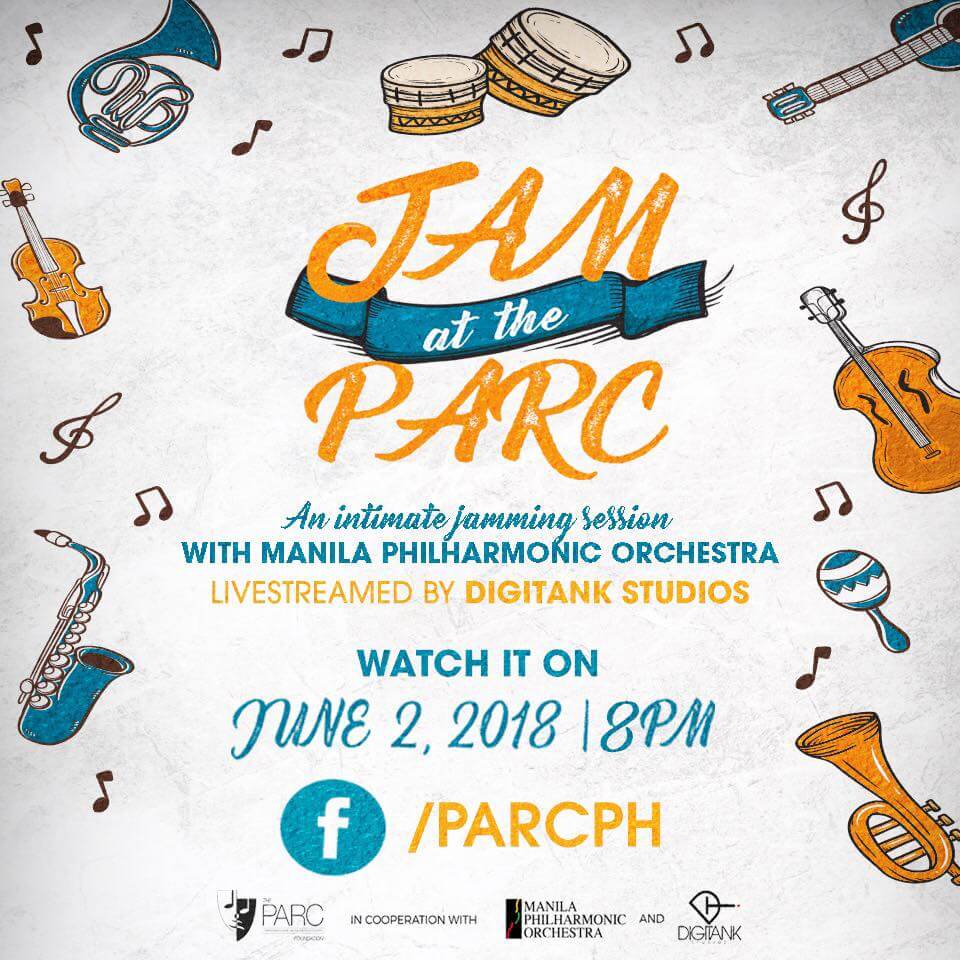 JAM
at the
PARC
An intimate jamming session
WITH MANILA PHILHARMONIC ORCHESTRA
LIVESTREAMED BY DIGITANK STUDIOS
WATCH IT ON
JUNE 2, 2018 | 8PM
f /PARCPH
THE
PARC
FOUNDATION
IN COOPERATION WITH
MANILA
PHILHARMONIC
ORCHESTRA
AND
DIGITANK